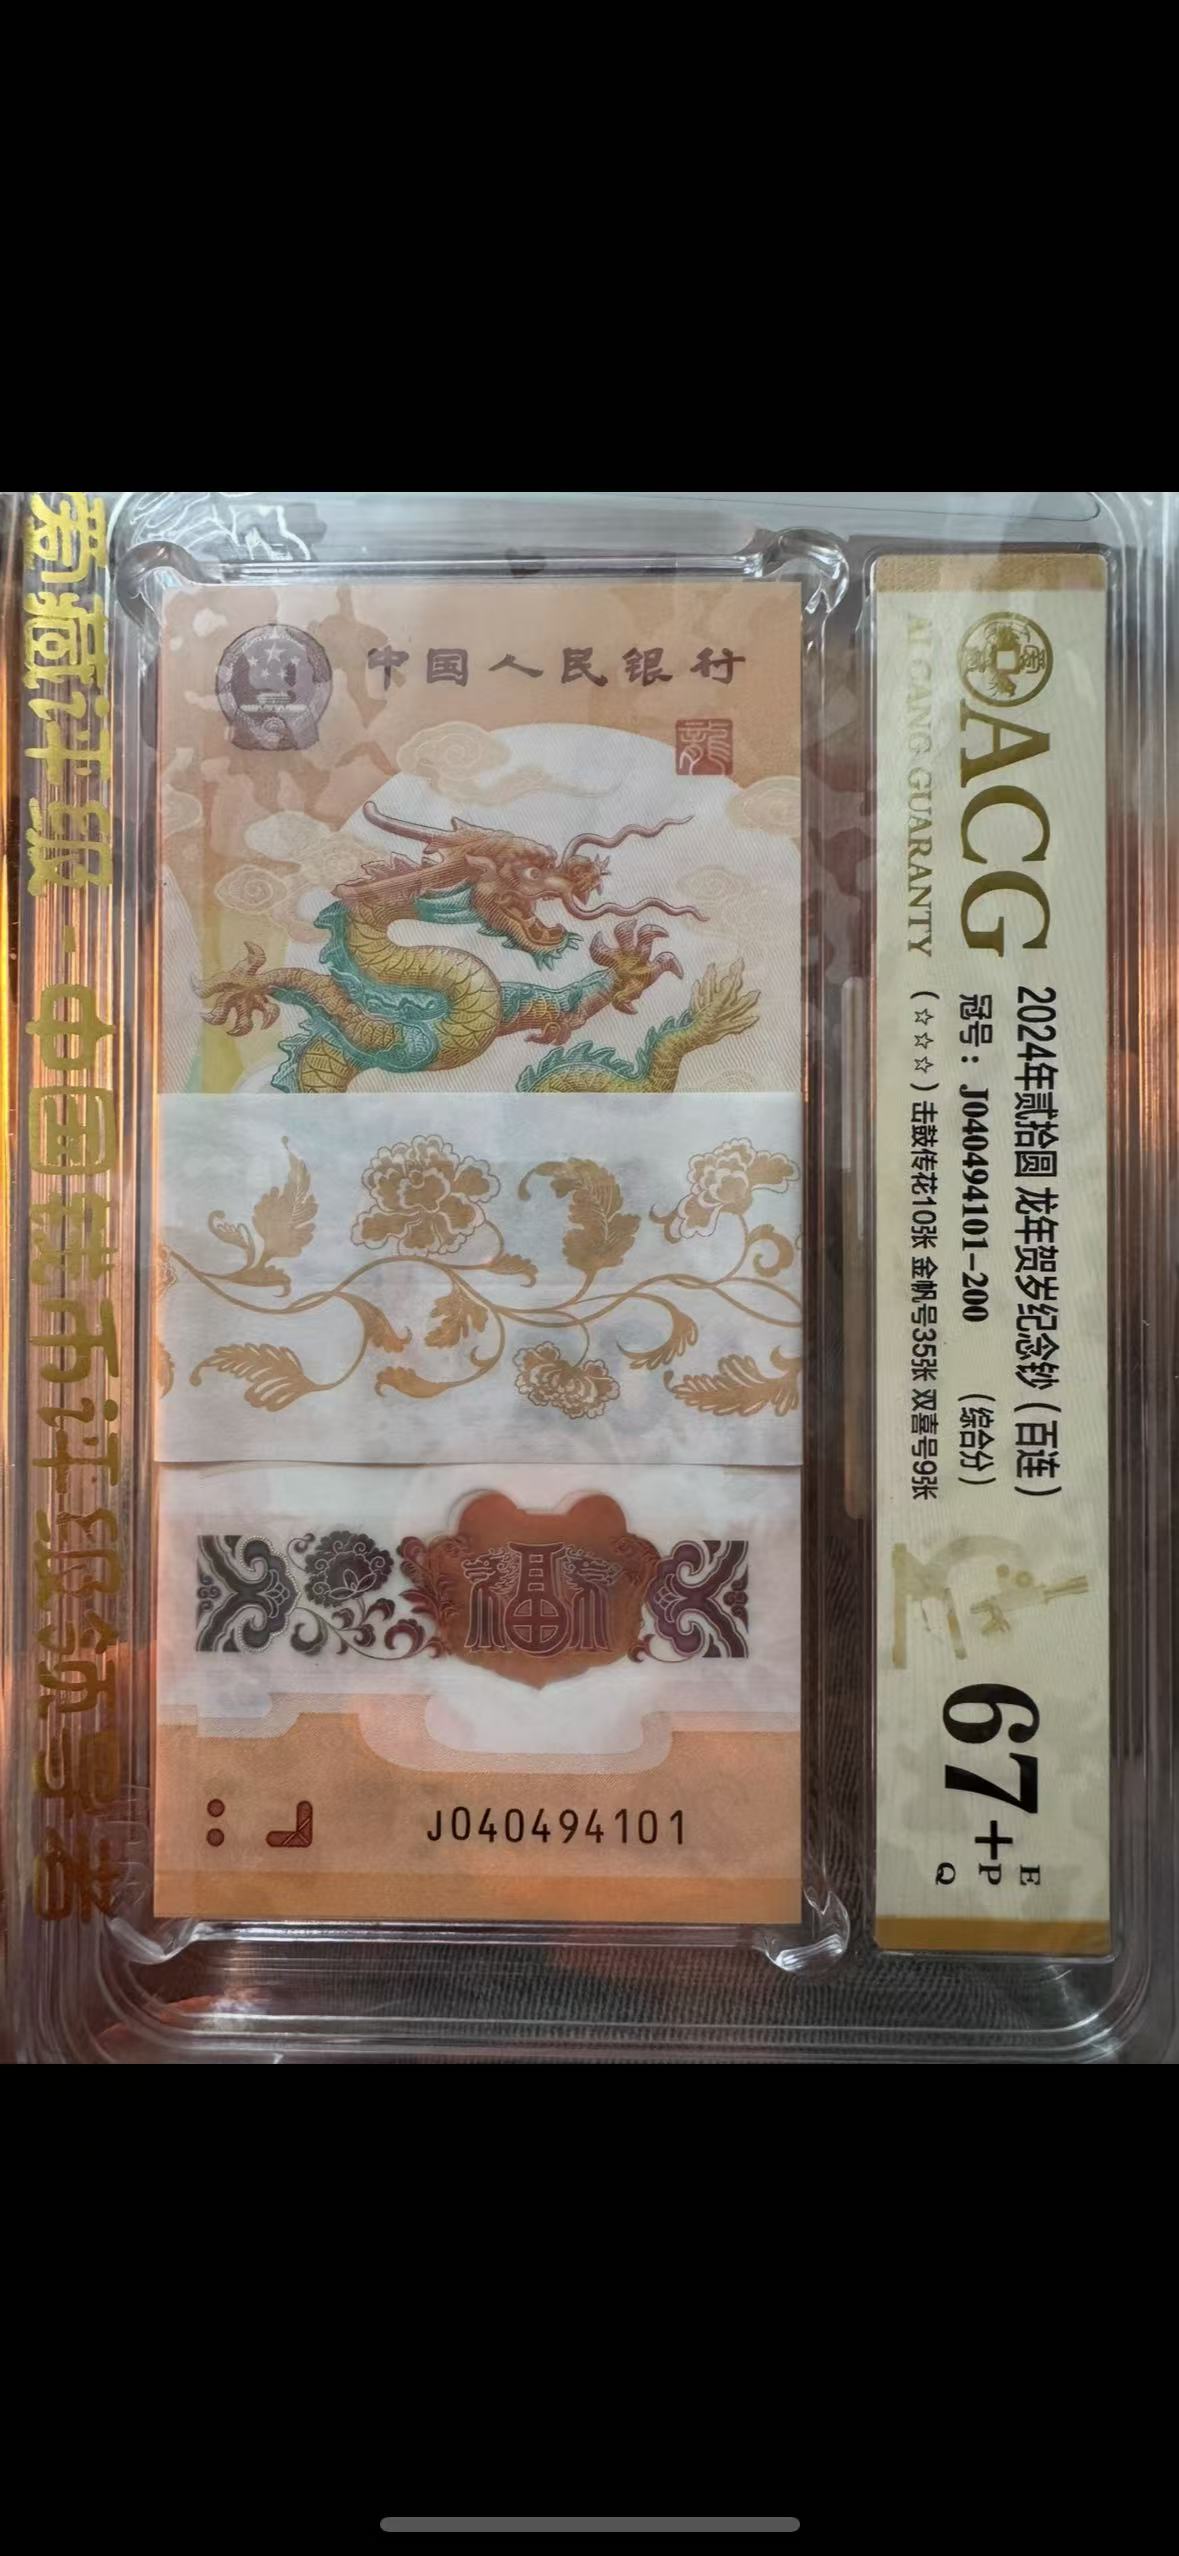 中国人民银行
龍
福
J040494101
ACG
AI CANG GUARANTY
2024年贰拾圆 龙年贺岁纪念钞（百连）
冠号：J040494101-200 （综合分）
（☆☆☆）击鼓传花10张 金帆号35张 双喜号9张
67+
E
P
Q
爱藏评级-中国钱币评级领导者